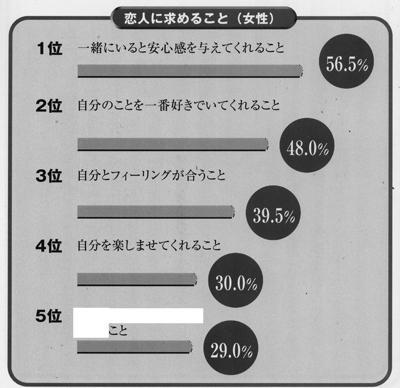 恋人に求めること（女性）
1位 一緒にいると安心感を与えてくれること
56.5%
2位 自分のことを一番好きでいてくれること
48.0%
3位 自分とフィーリングが合うこと
39.5%
4位 自分を楽しませてくれること
30.0%
5位
こと
29.0%